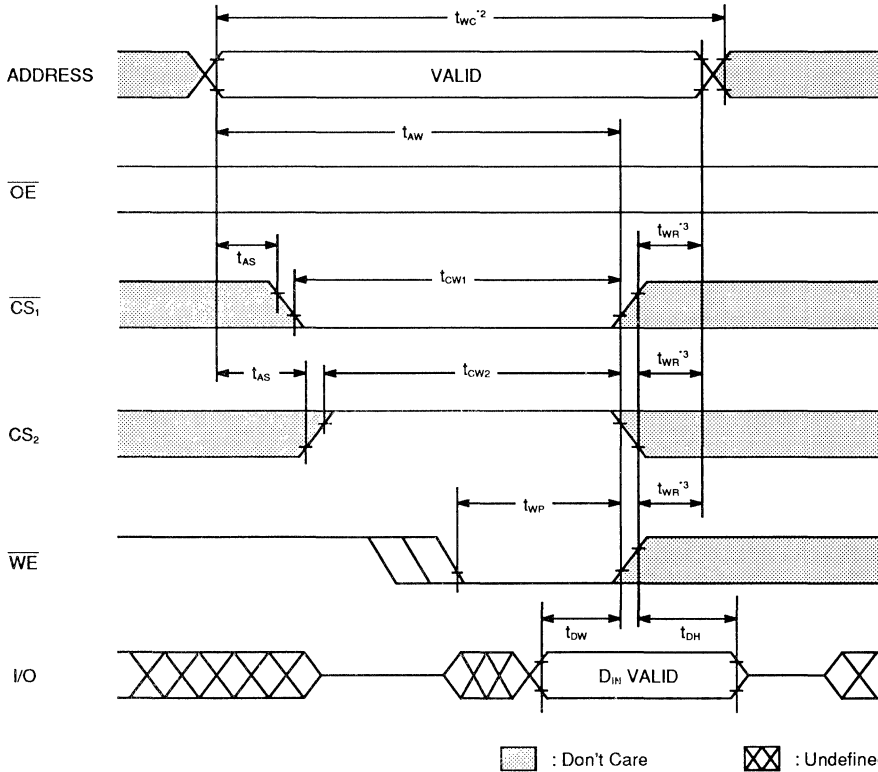 tWC*2
ADDRESS
VALID
tAW
OE
tWR*3
tAS
tCW1
CS1
tWR*3
tAS
tCW2
CS2
tWR*3
tWP
WE
tDW
tDH
I/O
DIN VALID
: Don't Care
: Undefine